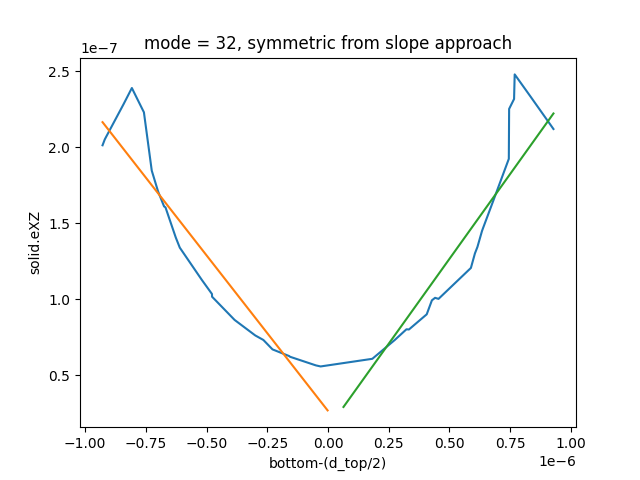 mode = 32, symmetric from slope approach
1e−7
2.5
2.0
1.5
1.0
0.5
solid.eXZ
−1.00 −0.75 −0.50 −0.25 0.00 0.25 0.50 0.75 1.00
bottom-(d_top/2)
1e−6